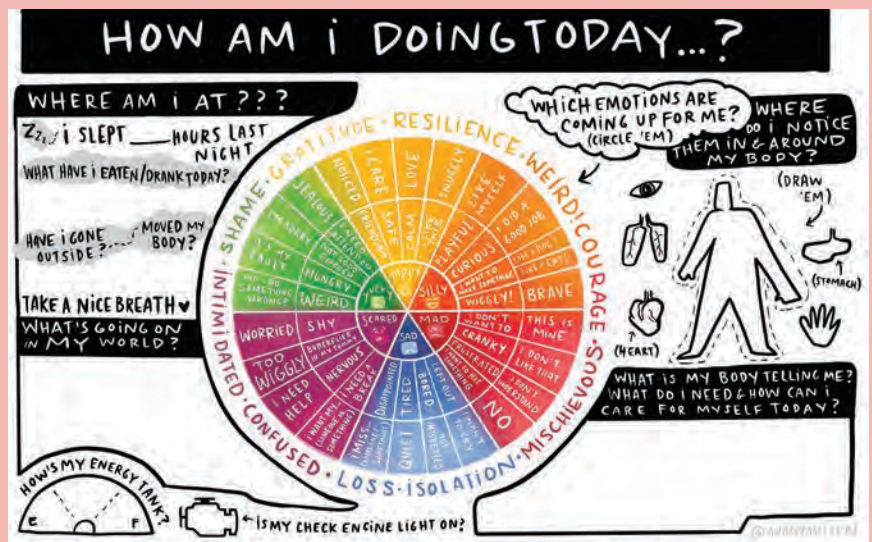 HOW AM i DOING TODAY...?
WHERE AM i AT???
Zzz i SLEPT ___ HOURS LAST
NIGHT
WHAT HAVE i EATEN/DRANK TODAY?
HAVE i GONE
OUTSIDE?
MOVED MY
BODY?
TAKE A NICE BREATH
WHAT'S GOING ON
iN MY WORLD?
HOW'S MY ENERGY TANK?
E F
iS MY CHECK ENGINE LIGHT ON?
SHAME · GRATITUDE · RESILIENCE · WEIRD! COURAGE · MISCHIEVOUS
LOSS · iSOLATION
CONFUSED · iNTIMIDATED
JEALOUS
NOTICED
I CARE
LOVE
SNUGGLY
LIKE
MYSELF
I DID A
GOOD JOB
BRAVE
FRIENDSHIP
SAFE
CALM
PLAYFUL
CURIOUS
WIGGLY!
SILLY
I'M SORRY
HUNGRY
WEIRD
SCARED
MAD
SAD
WORRIED
SHY
TOO
WIGGLY
NERVOUS
NEED
HELP
I NEED
A BREAK
DISAPPOINTED
TIRED
BORED
LEFT OUT
QUIET
I MISS
I DON'T
WANT TO
THIS IS
MINE
CRANKY
I DON'T
LIKE THAT
FRUSTRATED
I DON'T
UNDERSTAND
NO
WHICH EMOTIONS ARE
COMING UP FOR ME?
(CIRCLE 'EM)
WHERE
DO i NOTICE
THEM IN & AROUND
MY BODY?
(DRAW
'EM)
(STOMACH)
(HEART)
WHAT iS MY BODY TELLING ME?
WHAT DO i NEED & HOW CAN i
CARE FOR MYSELF TODAY?